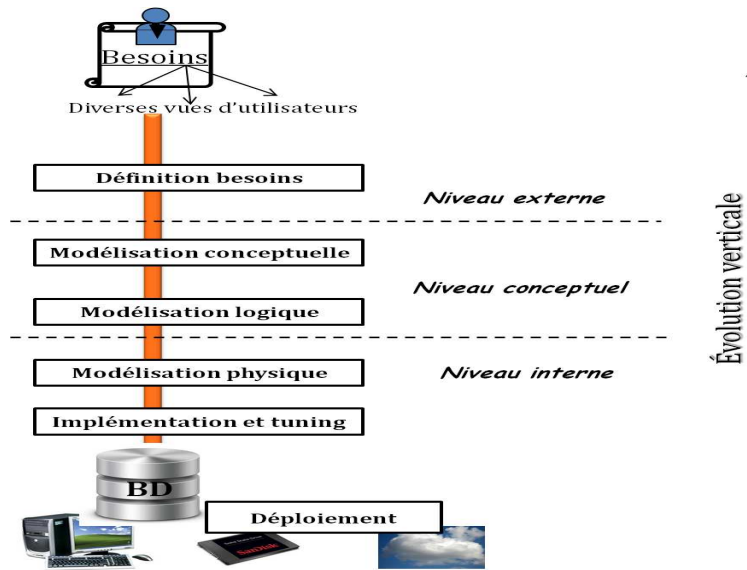 Besoins
Diverses vues d'utilisateurs
Définition besoins
Niveau externe
Modélisation conceptuelle
Niveau conceptuel
Modélisation logique
Modélisation physique
Niveau interne
Implémentation et tuning
BD
Déploiement
SanDisk
Évolution verticale